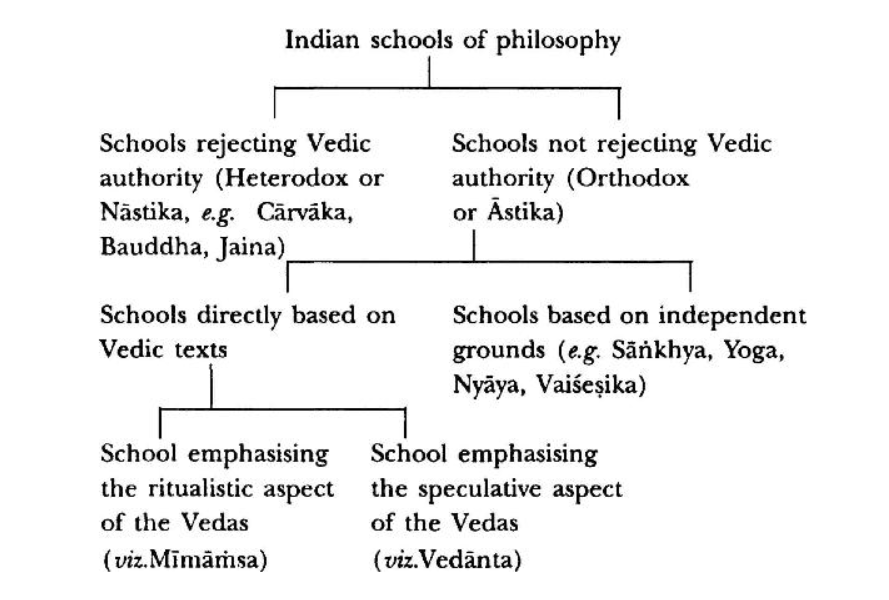 Indian schools of philosophy
Schools rejecting Vedic
authority (Heterodox or
Nāstika, e.g. Cārvāka,
Bauddha, Jaina)
Schools not rejecting Vedic
authority (Orthodox
or Āstika)
Schools directly based on
Vedic texts
Schools based on independent
grounds (e.g. Sāṅkhya, Yoga,
Nyāya, Vaiśeṣika)
School emphasising
the ritualistic aspect
of the Vedas
(viz.Mīmāṁsa)
School emphasising
the speculative aspect
of the Vedas
(viz.Vedānta)